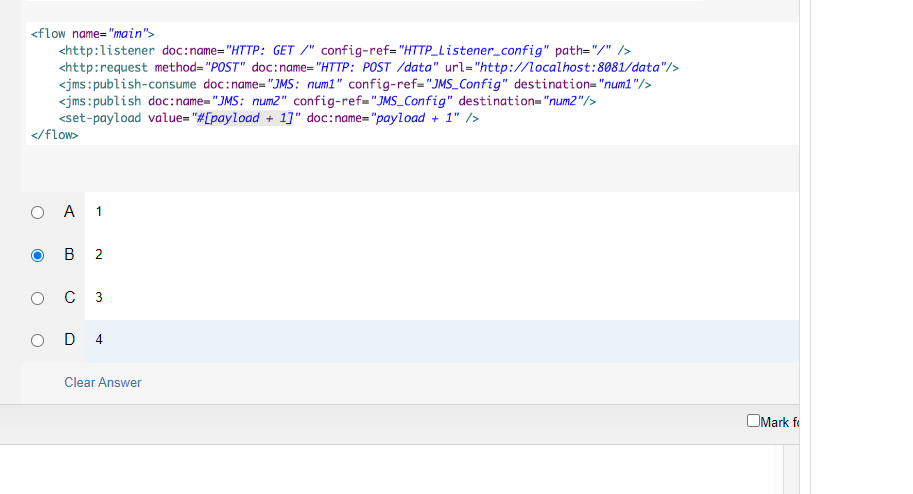 <flow name="main">
<http:listener doc:name="HTTP: GET /" config-ref="HTTP_Listener_config" path="/" />
<http:request method="POST" doc:name="HTTP: POST /data" url="http://localhost:8081/data"/>
<jms:publish-consume doc:name="JMS: num1" config-ref="JMS_Config" destination="num1"/>
<jms:publish doc:name="JMS: num2" config-ref="JMS_Config" destination="num2"/>
<set-payload value="#[payload + 1]" doc:name="payload + 1" />
</flow>
A 1
B 2
C 3
D 4
Clear Answer
Mark